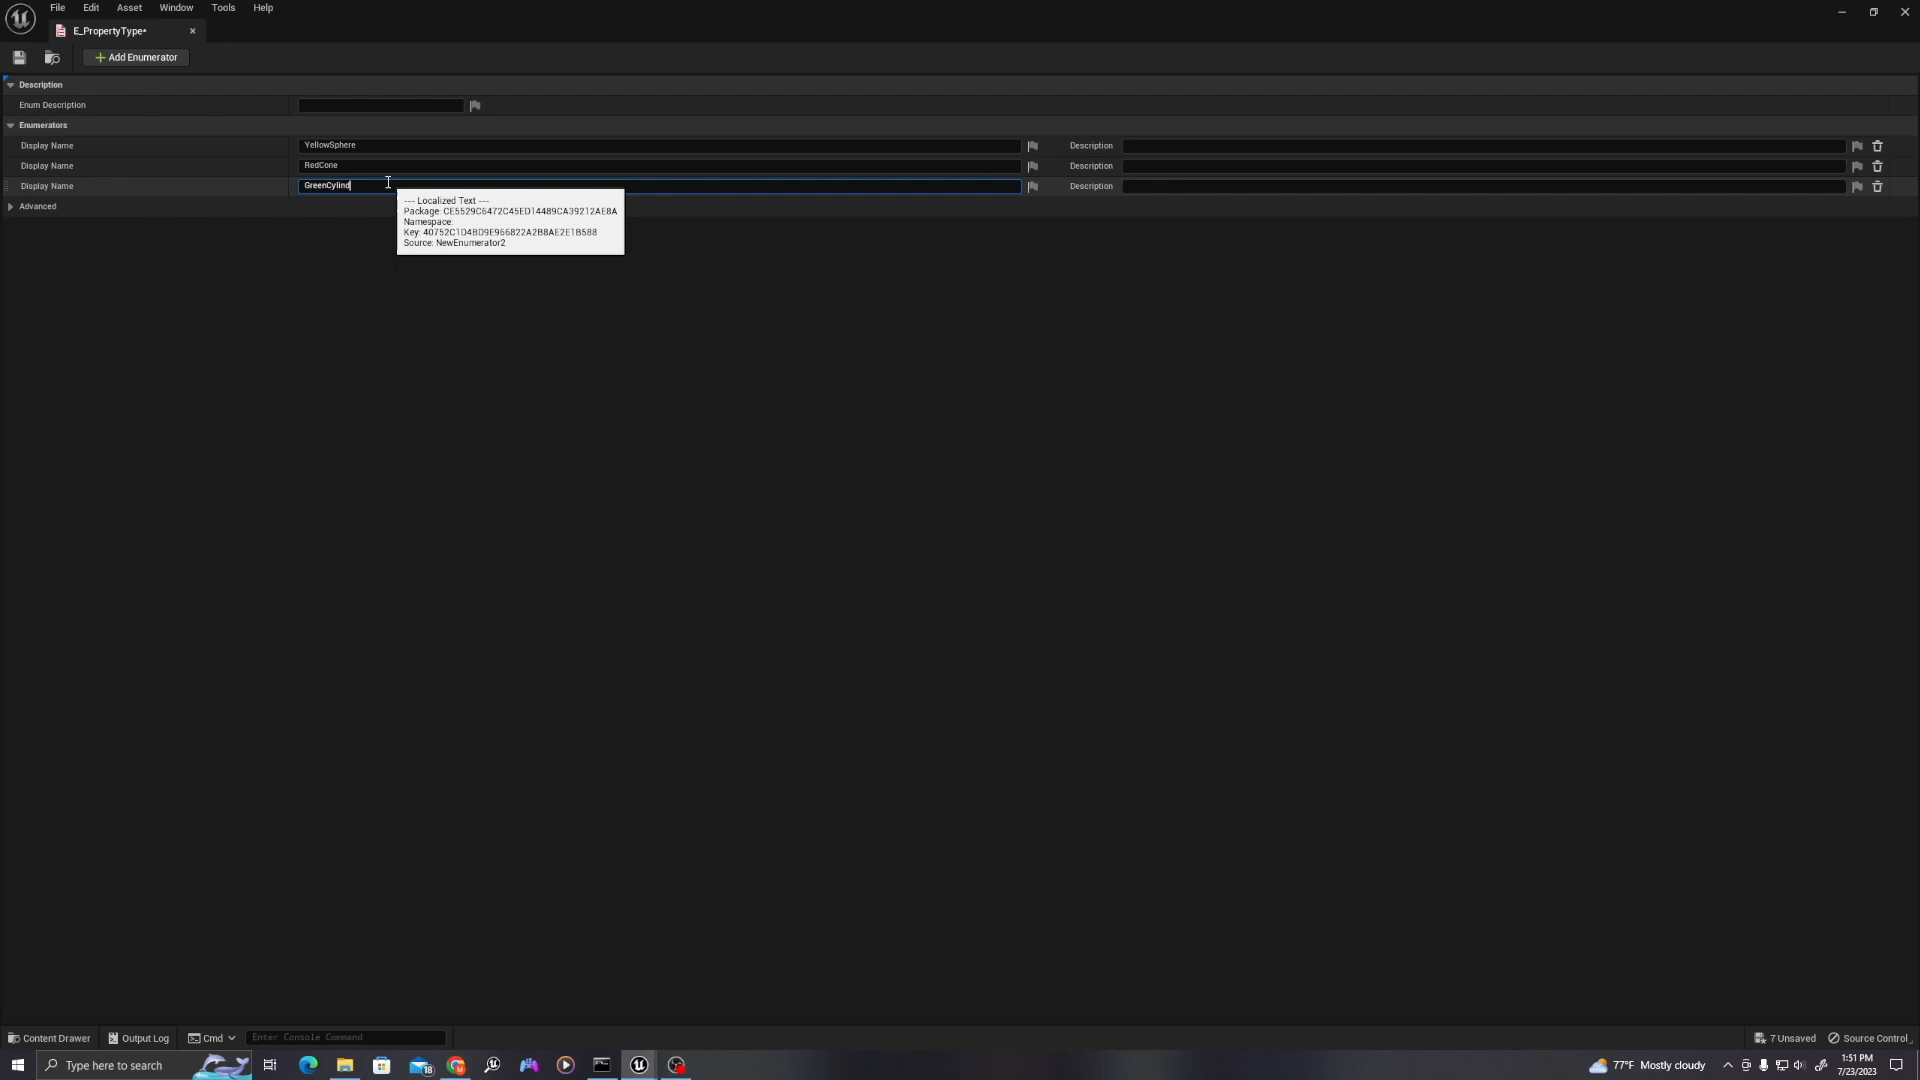 File Edit Asset Window Tools Help
E_PropertyType*
Add Enumerator
Description
Enum Description
Enumerators
Display Name YellowSphere Description
Display Name RedCone Description
Display Name GreenCylind Description
Advanced
--- Localized Text ---
Package: CE5529C6472C45ED14489CA39212AE8A
Namespace:
Key: 40752C1D4BD9E966822A2B8AE2E1B588
Source: NewEnumerator2
Content Drawer Output Log Cmd Enter Console Command 7 Unsaved Source Control
Type here to search 18 77°F Mostly cloudy 1:51 PM
7/23/2023